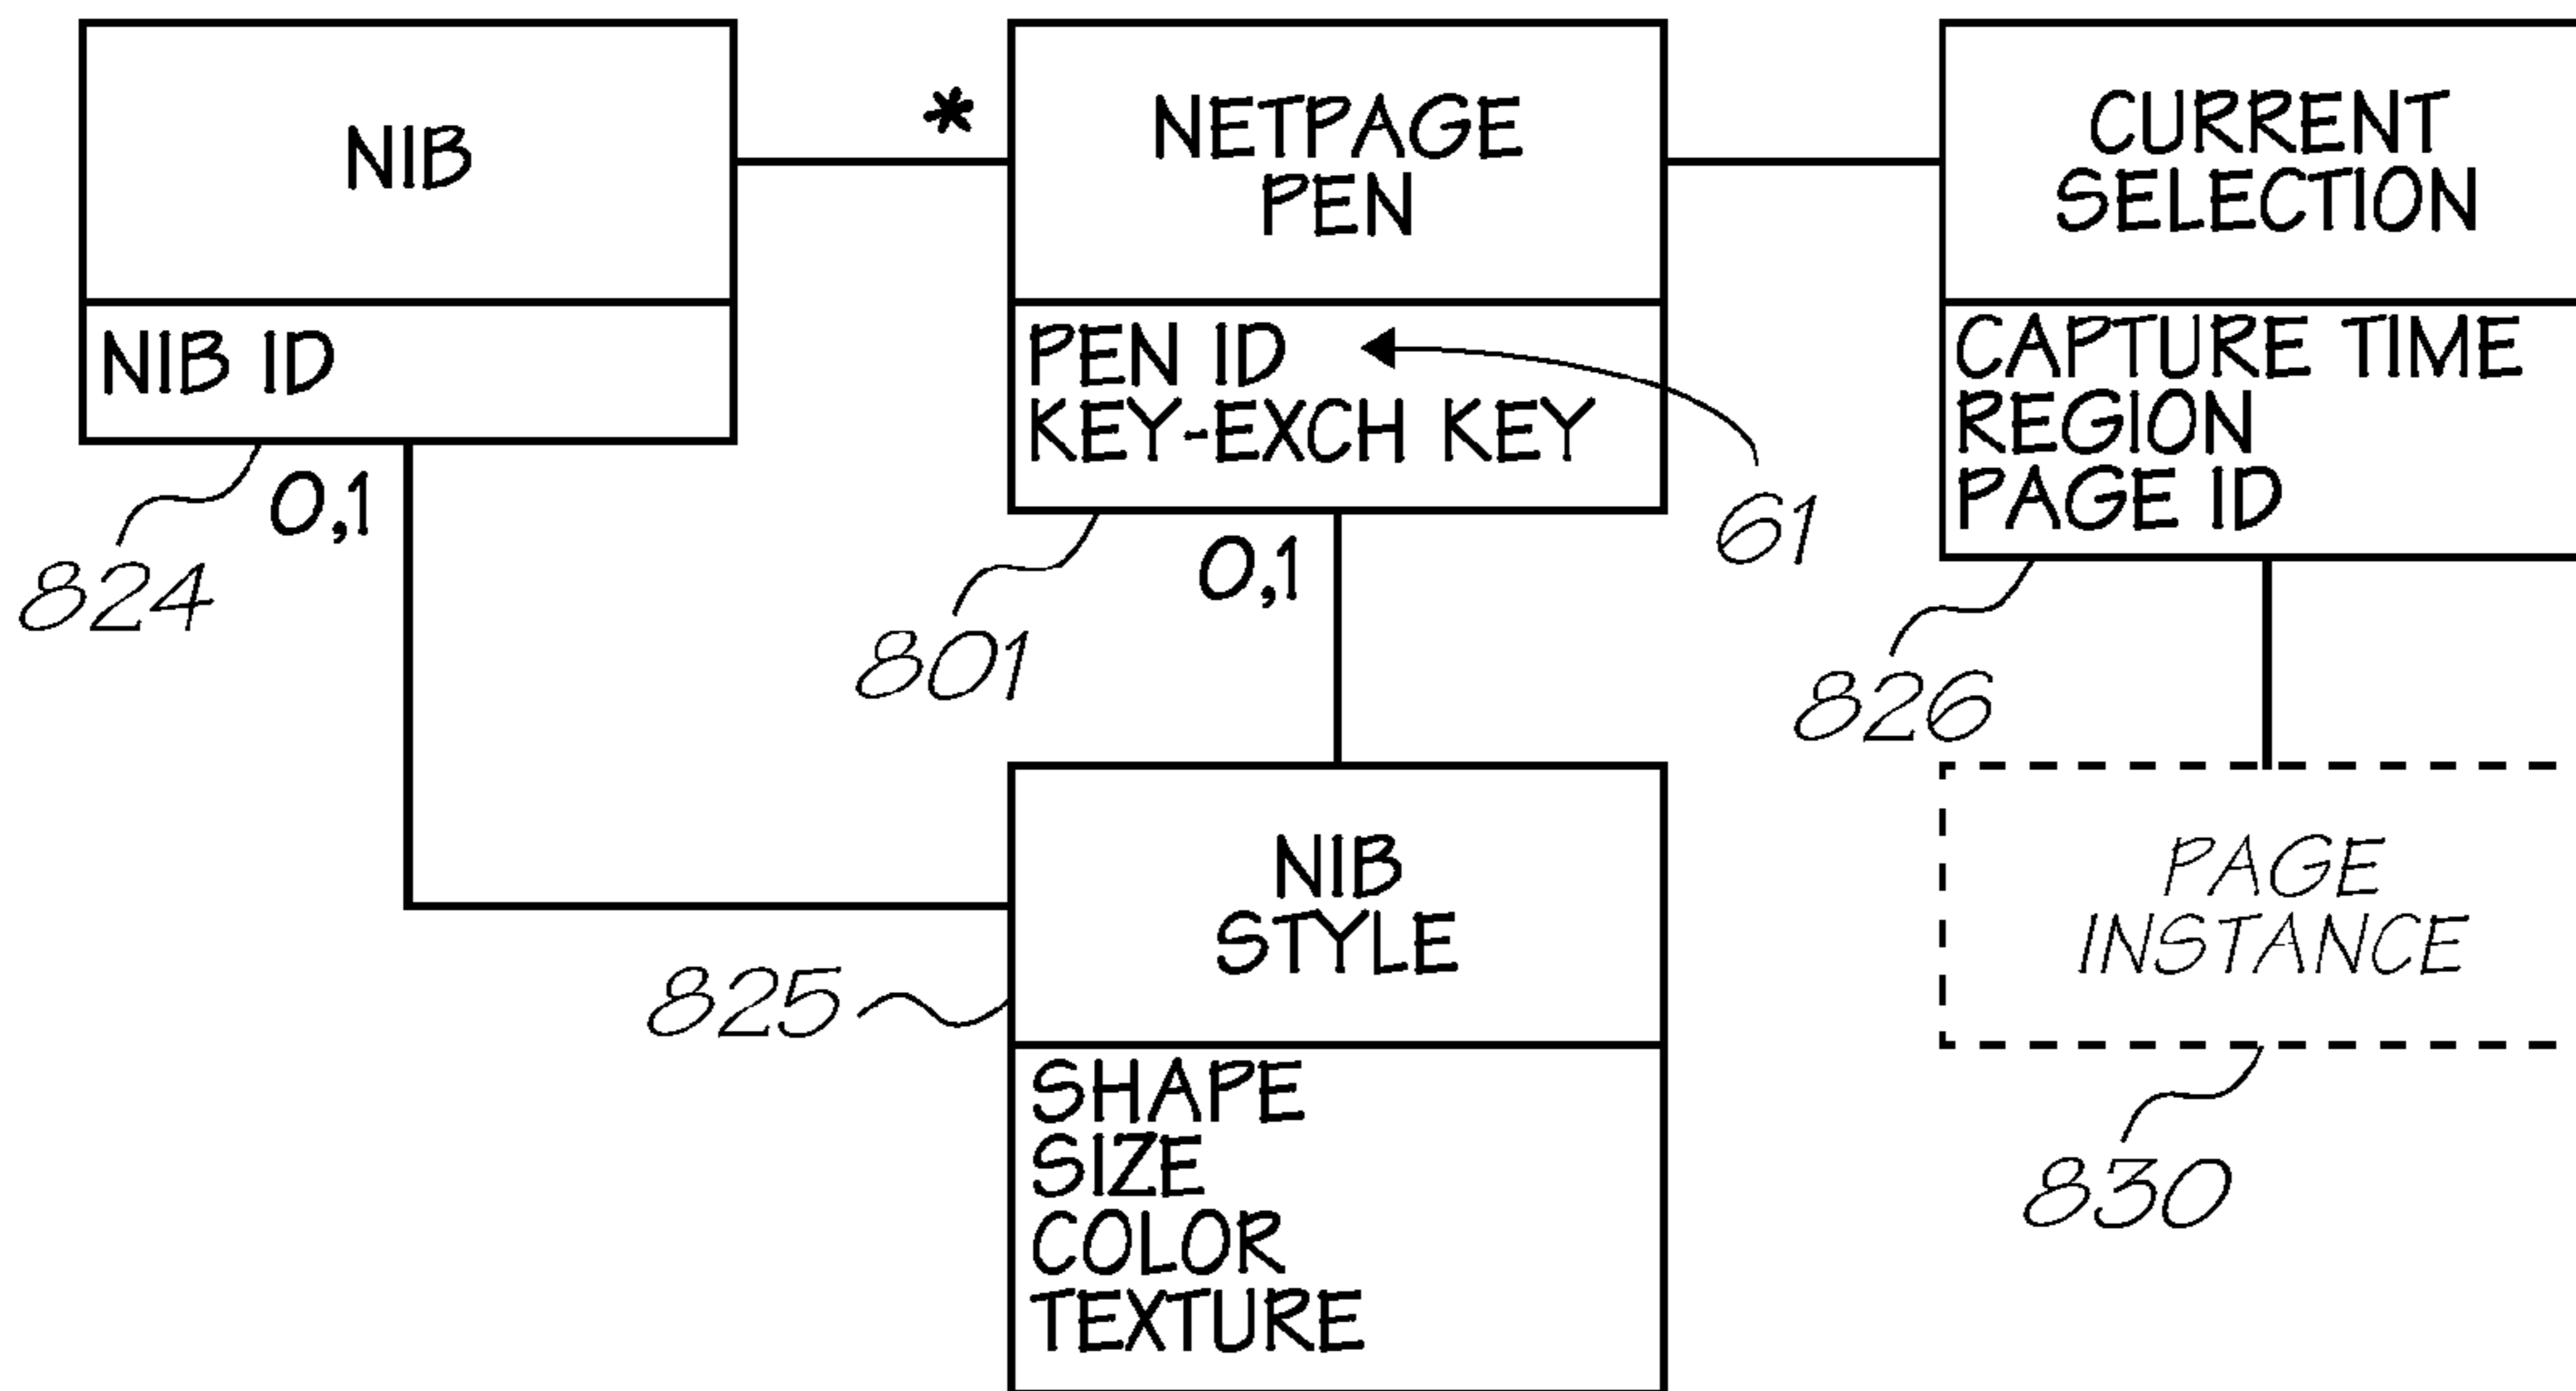 NIB
*
NETPAGE
PEN
CURRENT
SELECTION
NIB ID
PEN ID
KEY-EXCH KEY
CAPTURE TIME
REGION
PAGE ID
824
0,1
801
0,1
61
826
NIB
STYLE
825
SHAPE
SIZE
COLOR
TEXTURE
PAGE
INSTANCE
830